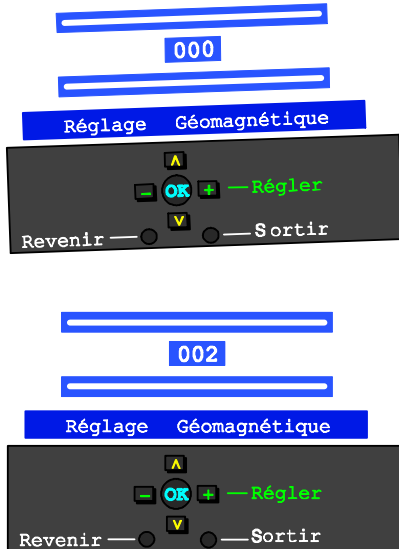 000
Réglage Géomagnétique
∧
− OK + Régler
∨
Revenir Sortir
002
Réglage Géomagnétique
∧
− OK + Régler
∨
Revenir Sortir